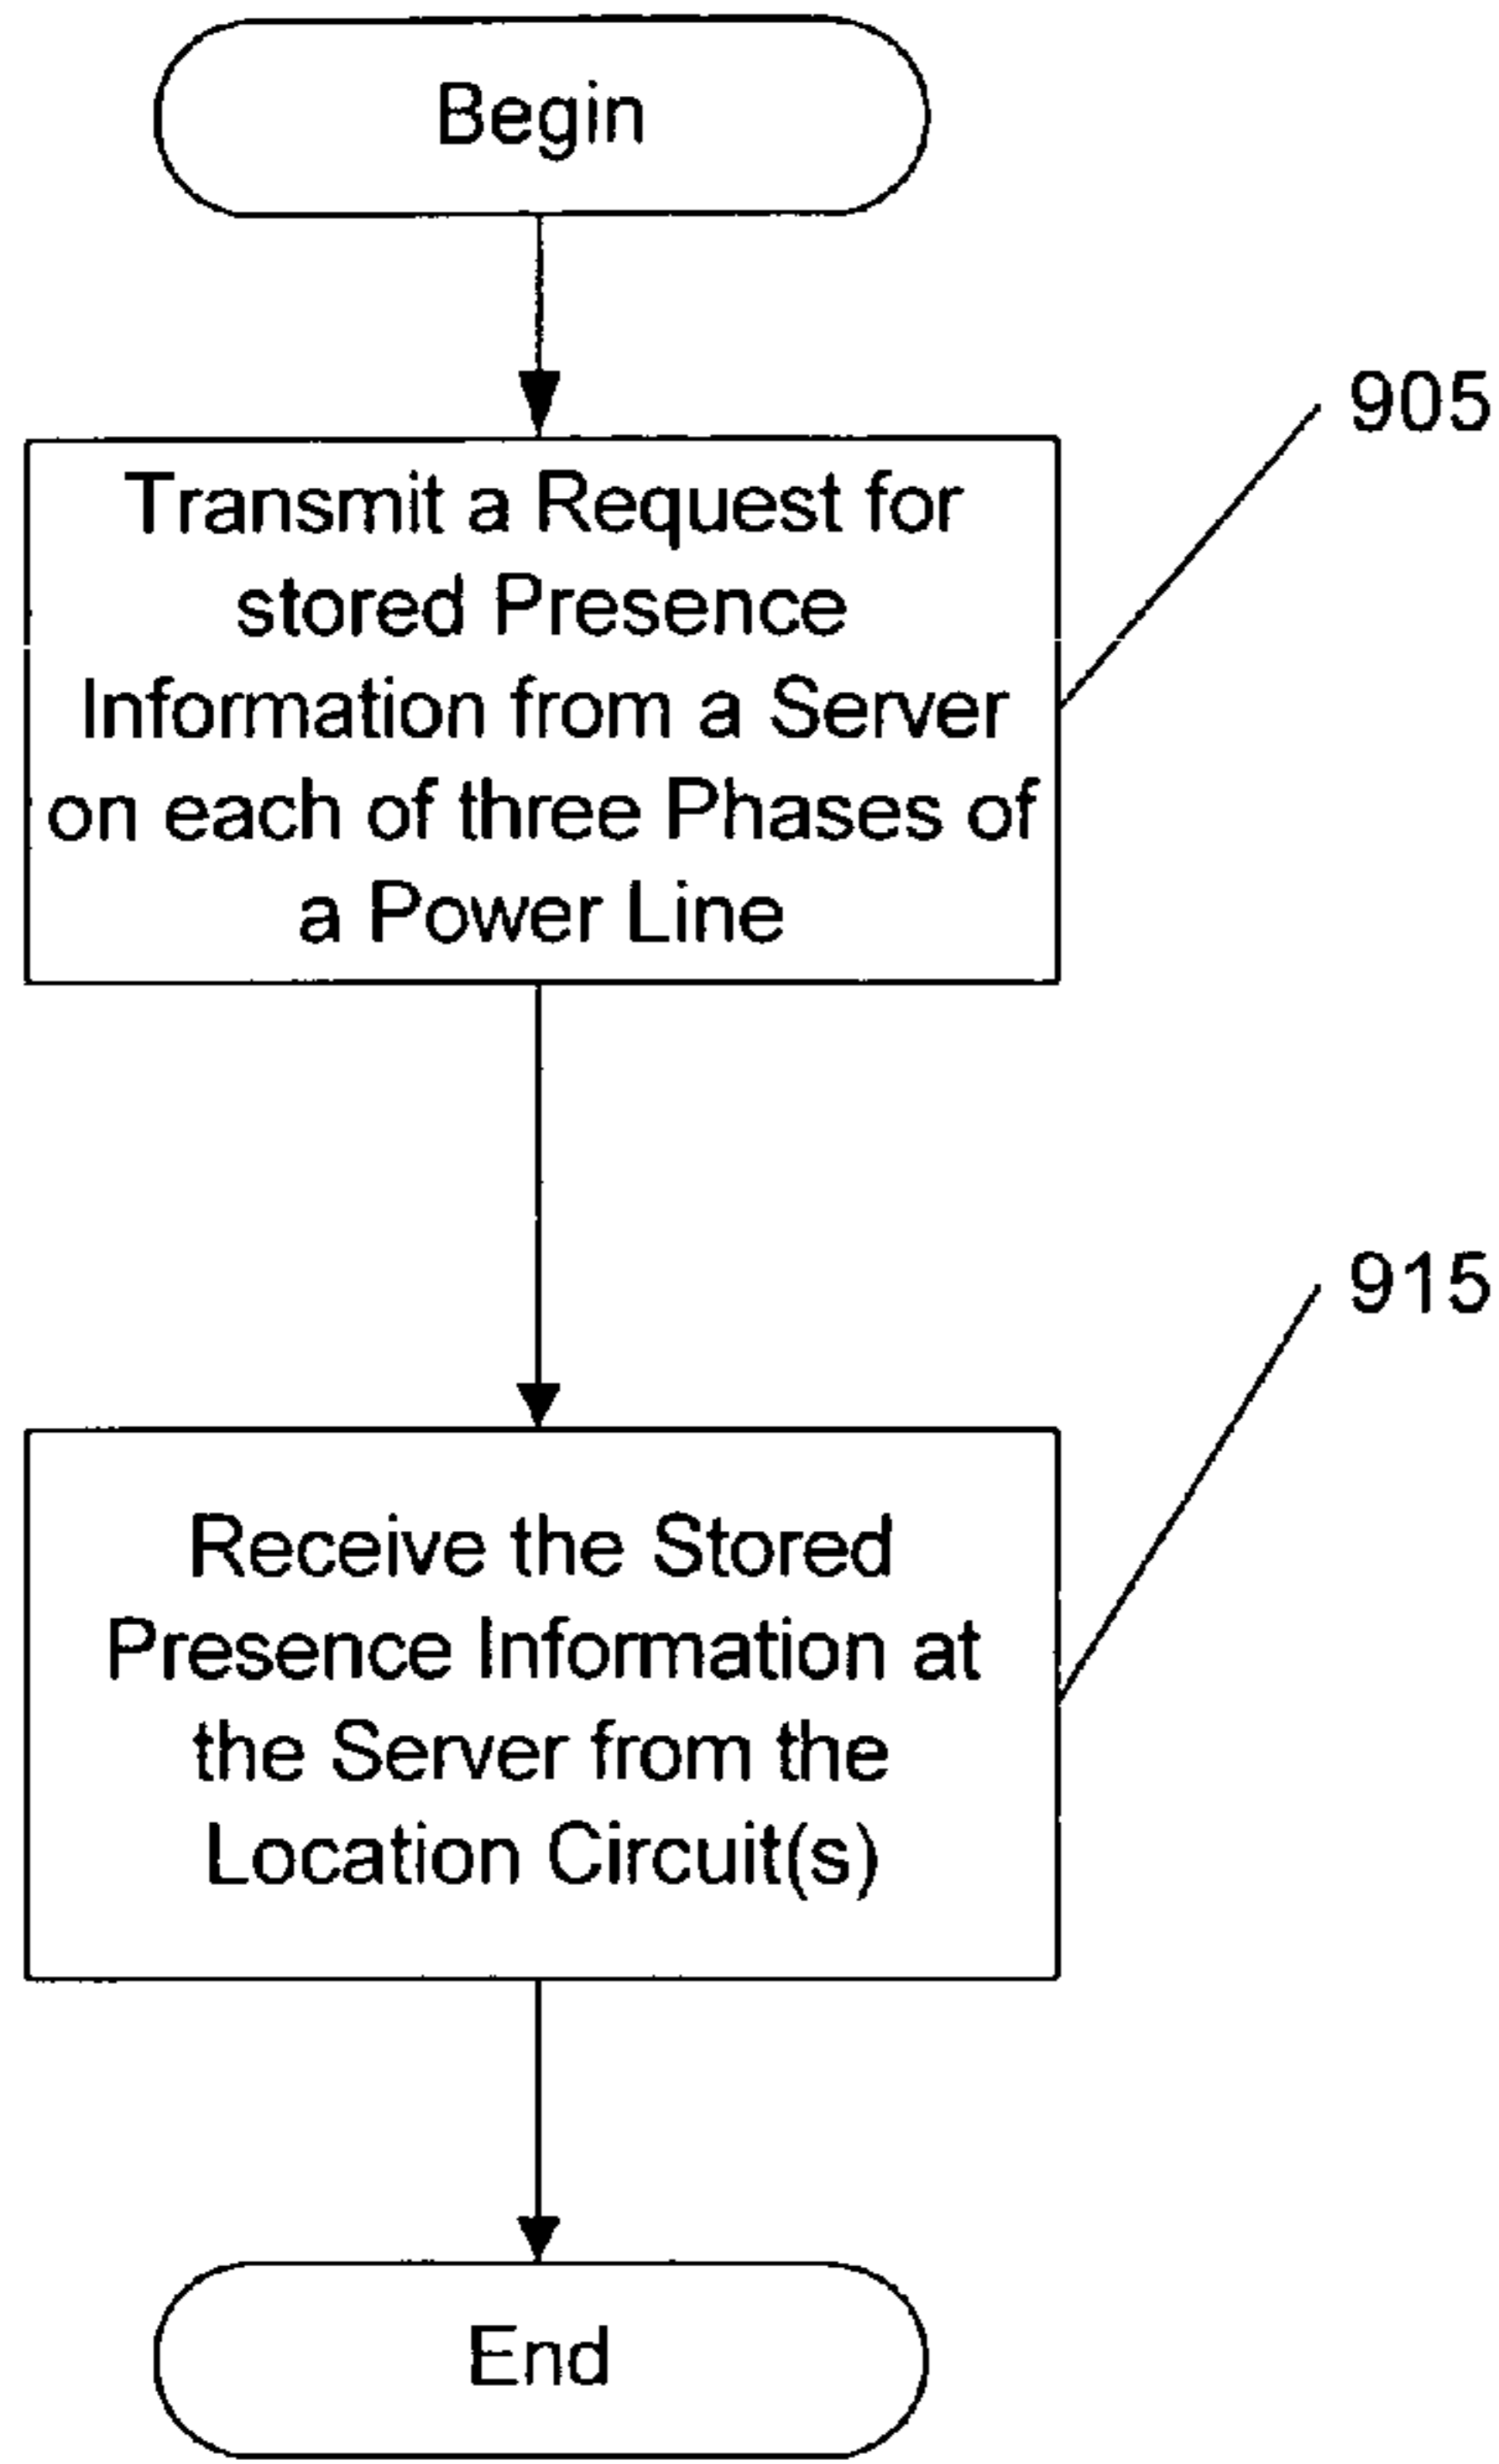 Begin
905
Transmit a Request for
stored Presence
Information from a Server
on each of three Phases of
a Power Line
915
Receive the Stored
Presence Information at
the Server from the
Location Circuit(s)
End